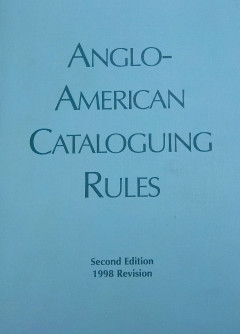 ANGLO-
AMERICAN
CATALOGUING
RULES
Second Edition
1998 Revision